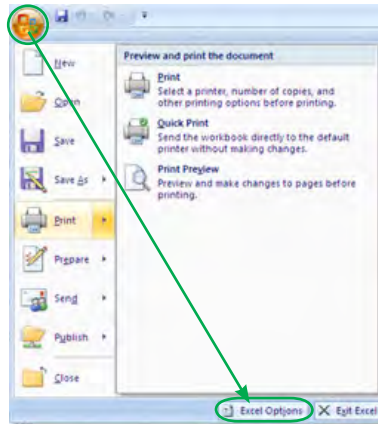 New
Open
Save
Save As
Print
Prepare
Send
Publish
Close
Preview and print the document
Print
Select a printer, number of copies, and
other printing options before printing.
Quick Print
Send the workbook directly to the default
printer without making changes.
Print Preview
Preview and make changes to pages before
printing.
Excel Options
Exit Excel